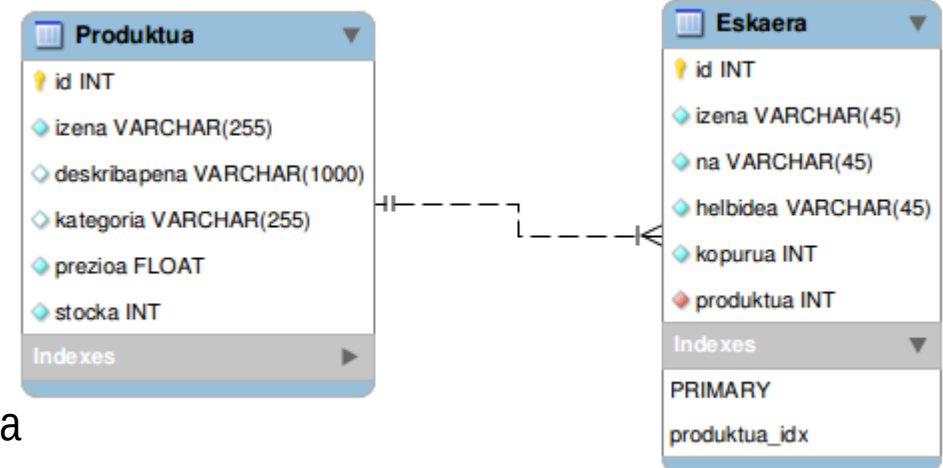 Produktua
id INT
izena VARCHAR(255)
deskribapena VARCHAR(1000)
kategoria VARCHAR(255)
prezioa FLOAT
stocka INT
Indexes
a
Eskaera
id INT
izena VARCHAR(45)
na VARCHAR(45)
helbidea VARCHAR(45)
kopurua INT
produktua INT
Indexes
PRIMARY
produktua_idx